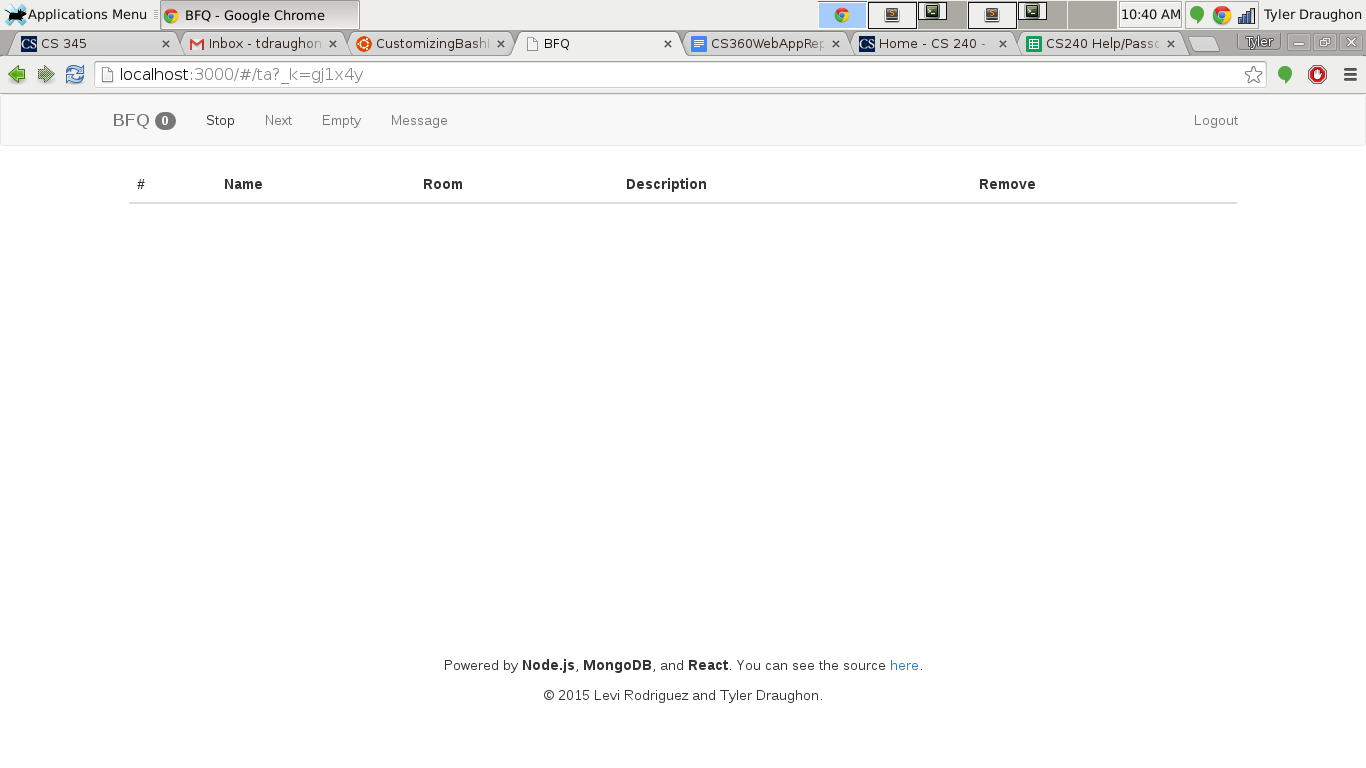 Applications Menu BFQ - Google Chrome 10:40 AM Tyler Draughon
CS 345 Inbox - tdraughon CustomizingBash BFQ CS360WebAppRep Home - CS 240 - CS240 Help/Passo Tyler
localhost:3000/#/ta?_k=gj1x4y
BFQ 0 Stop Next Empty Message Logout
# Name Room Description Remove
Powered by Node.js, MongoDB, and React. You can see the source here.
© 2015 Levi Rodriguez and Tyler Draughon.